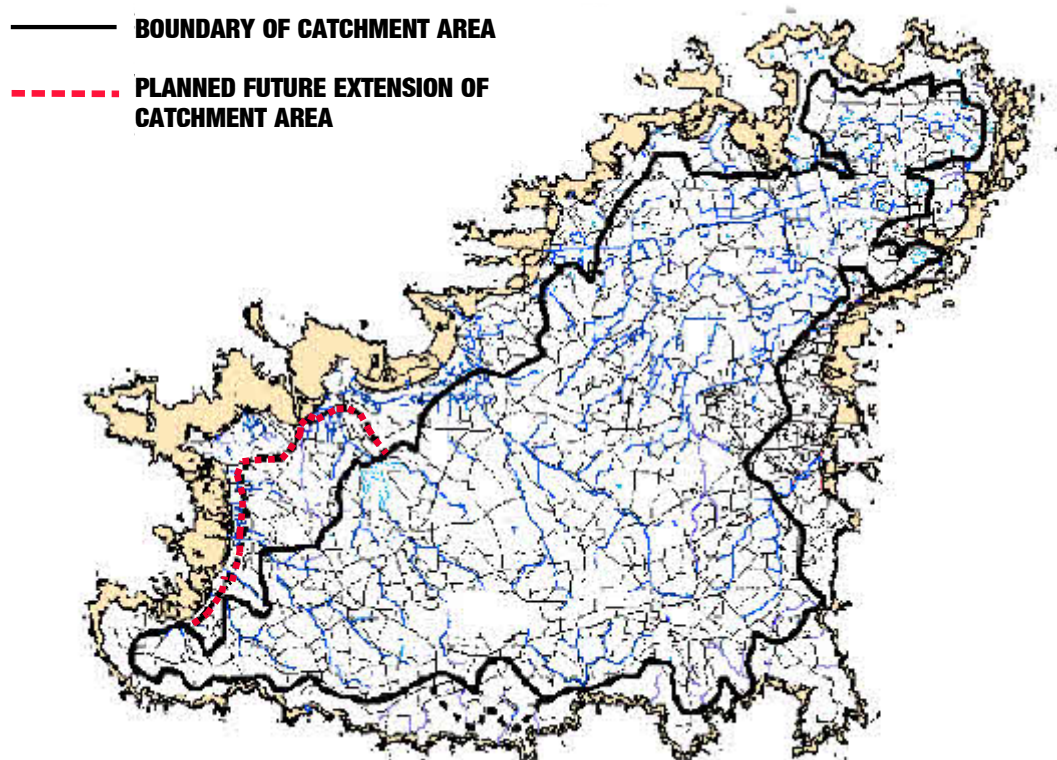 BOUNDARY OF CATCHMENT AREA
PLANNED FUTURE EXTENSION OF
CATCHMENT AREA